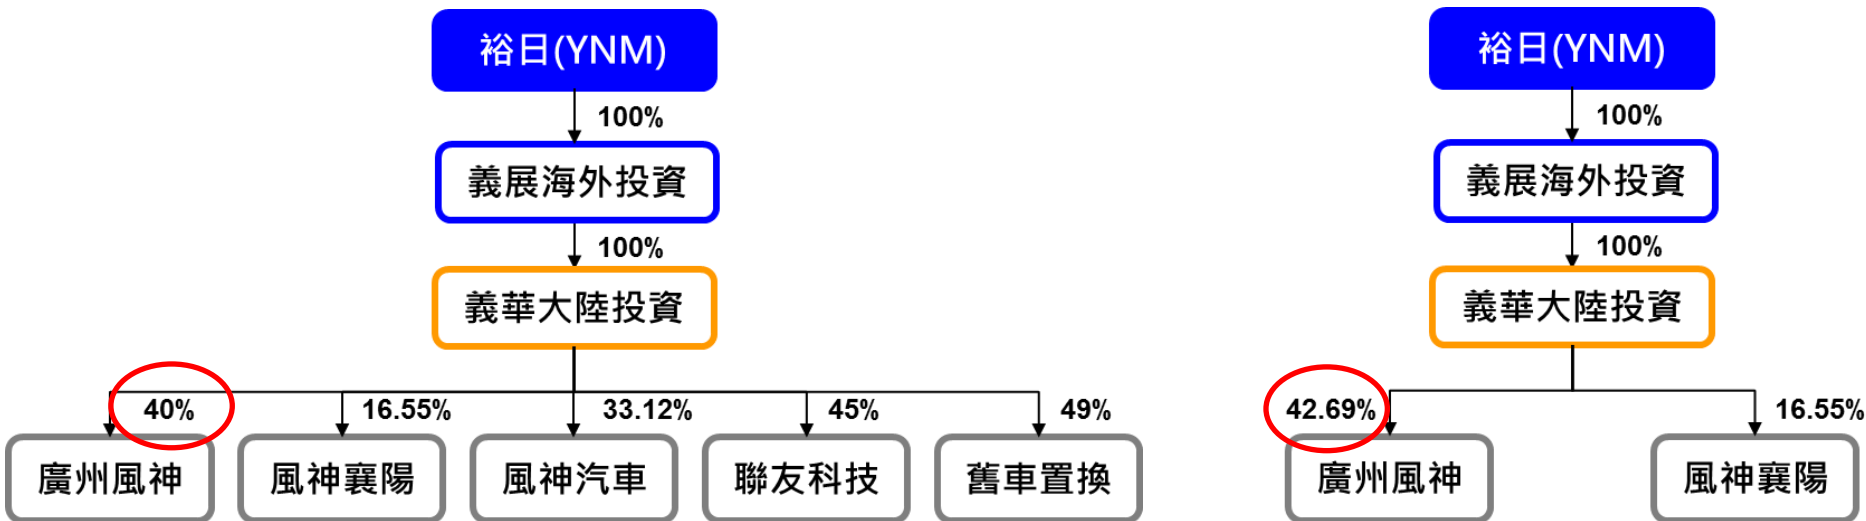 裕日(YNM)
100%
義展海外投資
100%
義華大陸投資
40%
16.55%
33.12%
45%
49%
廣州風神
風神襄陽
風神汽車
聯友科技
舊車置換
裕日(YNM)
100%
義展海外投資
100%
義華大陸投資
42.69%
16.55%
廣州風神
風神襄陽